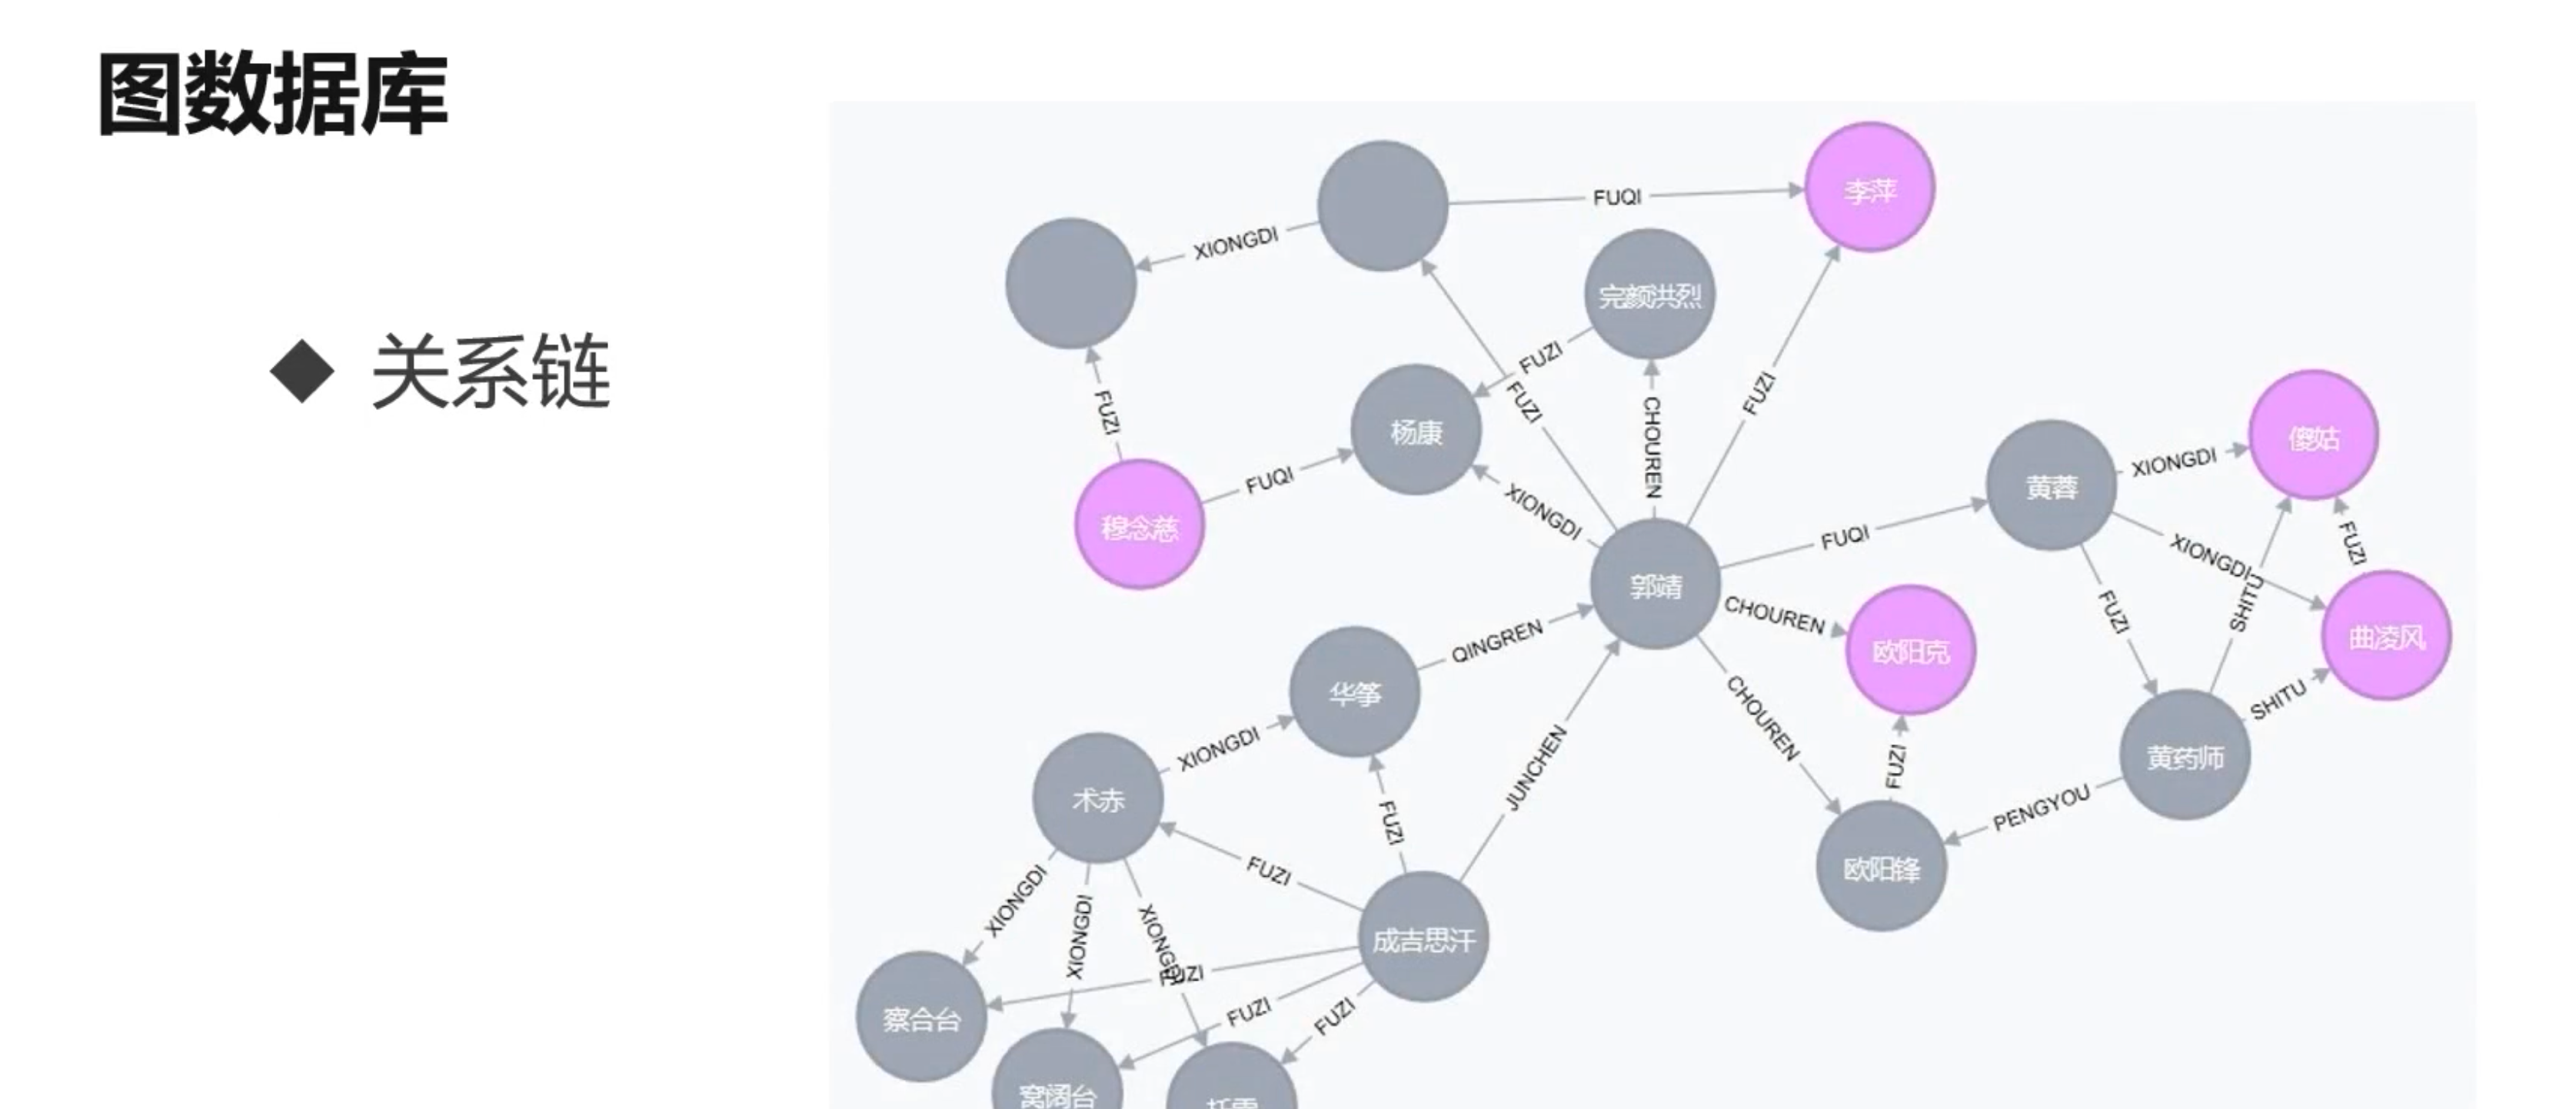 图数据库
◆ 关系链
李萍
FUQI
XIONGDI
完颜洪烈
FUZI
FUZI
FUZI
CHOUREN
FUZI
杨康
傻姑
XIONGDI
FUQI
黄蓉
XIONGDI
穆念慈
FUQI
XIONGDI
FUZI
郭靖
CHOUREN
FUZI
SHITU
曲凌风
QINGREN
欧阳克
华筝
CHOUREN
SHITU
XIONGDI
黄药师
JUNCHEN
FUZI
术赤
FUZI
PENGYOU
FUZI
欧阳锋
XIONGDI
XIONGDI
XIONGDI
成吉思汗
FUZI
察合台
FUZI
FUZI
窝阔台